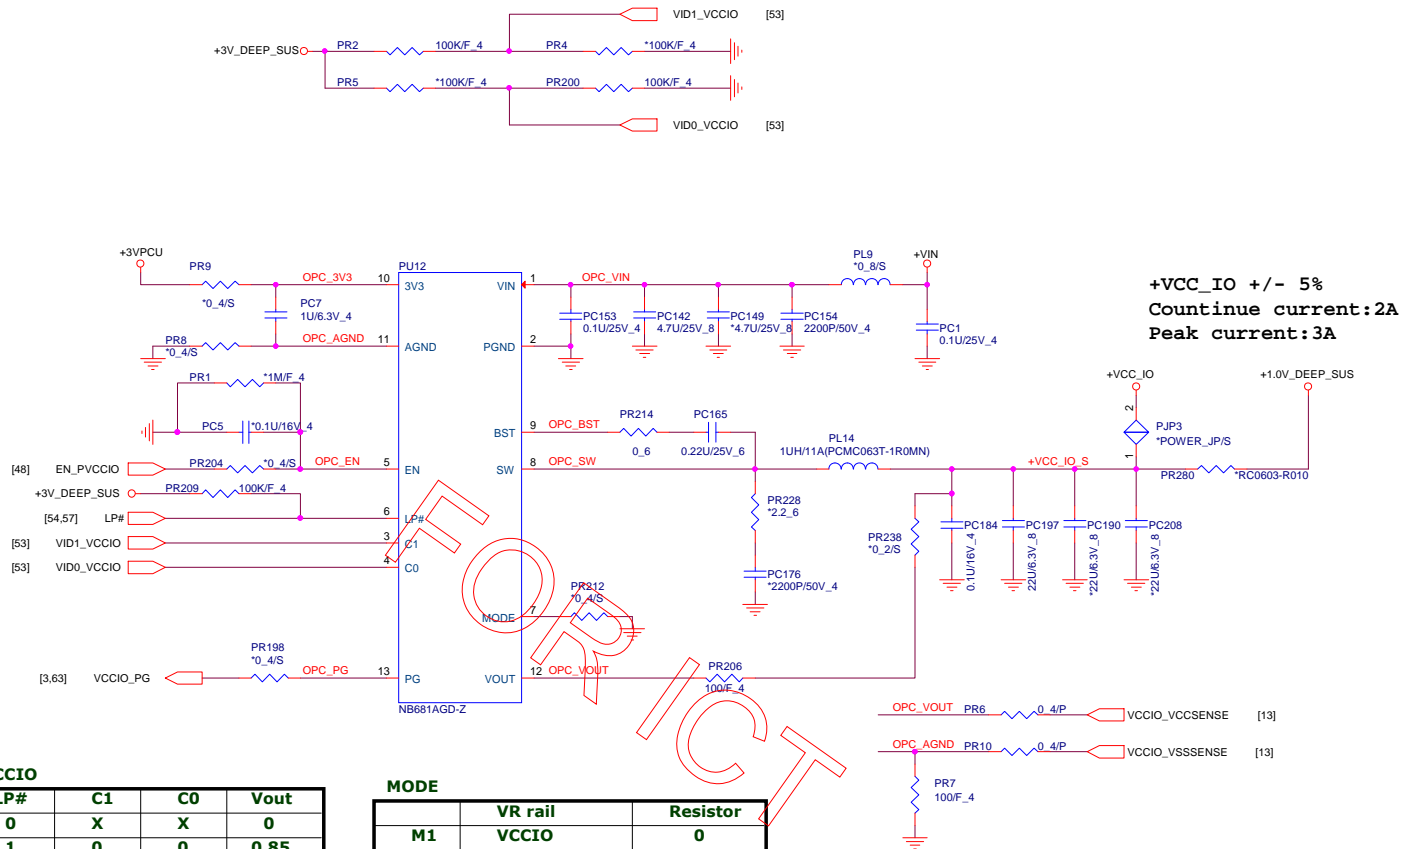 VID1_VCCIO [53]
+3V_DEEP_SUS PR2 100K/F_4 PR4 *100K/F_4
PR5 *100K/F_4 PR200 100K/F_4
VID0_VCCIO [53]
+3VPCU
PR9
*0_4/S
OPC_3V3
10
3V3
PC7
1U/6.3V_4
PR8
*0_4/S
OPC_AGND
11
AGND
PR1 *1M/F_4
PC5 *0.1U/16V_4
[48] EN_PVCCIO PR204 *0_4/S OPC_EN 5 EN
+3V_DEEP_SUS PR209 100K/F_4
[54,57] LP# 6 LP#
[53] VID1_VCCIO 3 C1
[53] VID0_VCCIO 4 C0
PR198
*0_4/S
[3,63] VCCIO_PG OPC_PG 13 PG
PU12
NB681AGD-Z
VIN 1 OPC_VIN
PGND 2
PC153
0.1U/25V_4
PC142
4.7U/25V_8
PC149
*4.7U/25V_8
PC154
2200P/50V_4
PL9
*0_8/S
+VIN
PC1
0.1U/25V_4
BST 9 OPC_BST
PR214
0_6
PC165
0.22U/25V_6
SW 8 OPC_SW
PL14
1UH/11A(PCMC063T-1R0MN)
PR228
*2.2_6
PC176
*2200P/50V_4
MODE 7
PR212
*0_4/S
VOUT 12 OPC_VOUT
PR206
100/F_4
PR238
*0_2/S
+VCC_IO_S
PC184
0.1U/16V_4
PC197
22U/6.3V_8
PC190
*22U/6.3V_8
PC208
*22U/6.3V_8
+VCC_IO +/- 5%
Countinue current:2A
Peak current:3A
+VCC_IO
2
PJP3
*POWER_JP/S
1
+1.0V_DEEP_SUS
PR280 *RC0603-R010
OPC_VOUT PR6 0_4/P VCCIO_VCCSENSE [13]
OPC_AGND PR10 0_4/P VCCIO_VSSSENSE [13]
PR7
100/F_4
FOR ICT
CCIO
LP# C1 C0 Vout
0 X X 0
1 0 0 0.85
MODE
VR rail Resistor
M1 VCCIO 0